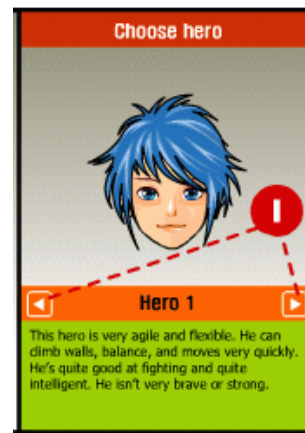 Choose hero
I
Hero 1
This hero is very agile and flexible. He can
climb walls, balance, and moves very quickly.
He's quite good at fighting and quite
intelligent. He isn't very brave or strong.